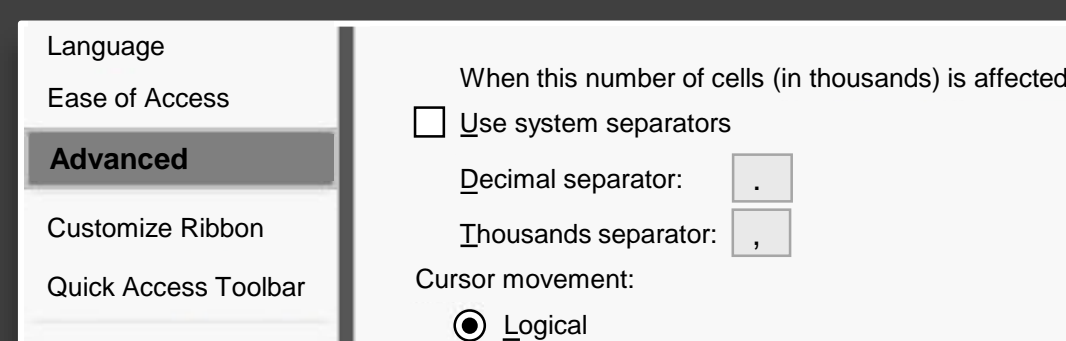 Language
Ease of Access
Advanced
Customize Ribbon
Quick Access Toolbar
When this number of cells (in thousands) is affected
Use system separators
Decimal separator: .
Thousands separator: ,
Cursor movement:
Logical